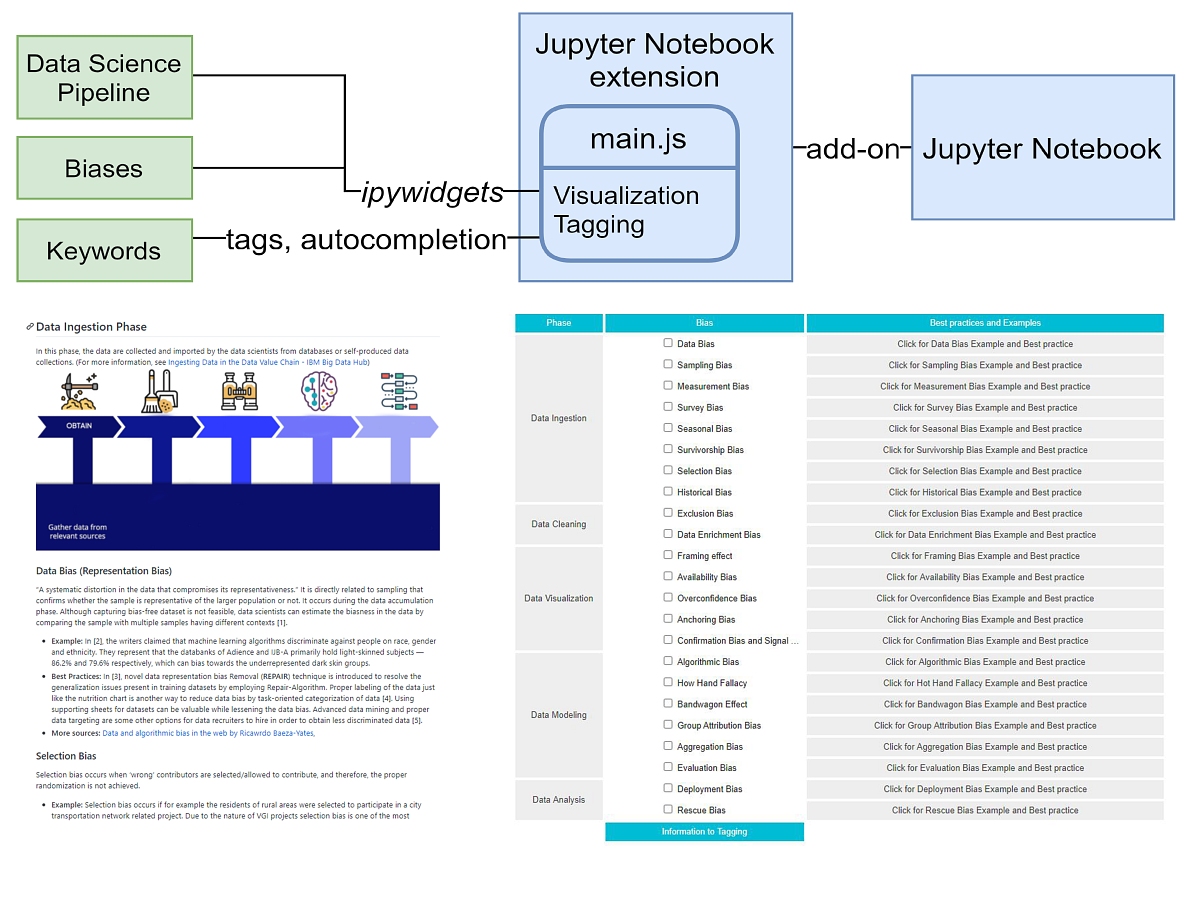 Data Science
Pipeline
Biases
Keywords
ipywidgets
tags, autocompletion
Jupyter Notebook
extension
main.js
Visualization
Tagging
add-on
Jupyter Notebook
Data Ingestion Phase
In this phase, the data are collected and imported by the data scientists from databases or self-produced data
collections. (For more information, see Ingesting Data in the Data Value Chain - IBM Big Data Hub)
OBTAIN
Gather data from
relevant sources
Data Bias (Representation Bias)
"A systematic distortion in the data that compromises its representativeness." It is directly related to sampling that
confirms whether the sample is representative of the larger population or not. It occurs during the data accumulation
phase. Although capturing bias-free dataset is not feasible, data scientists can estimate the biasness in the data by
comparing the sample with multiple samples having different contexts [1].
• Example: In [2], the writers claimed that machine learning algorithms discriminate against people on race, gender
and ethnicity. They represent that the databanks of Adience and IJB-A primarily hold light-skinned subjects —
86.2% and 79.6% respectively, which can bias towards the underrepresented dark skin groups.
• Best Practices: In [3], novel data representation bias Removal (REPAIR) technique is introduced to resolve the
generalization issues present in training datasets by employing Repair-Algorithm. Proper labeling of the data just
like the nutrition chart is another way to reduce data bias by task-oriented categorization of data [4]. Using
supporting sheets for datasets can be valuable while lessening the data bias. Advanced data mining and proper
data targeting are some other options for data recruiters to hire in order to obtain less discriminated data [5].
• More sources: Data and algorithmic bias in the web by Ricawrdo Baeza-Yates,
Selection Bias
Selection bias occurs when 'wrong' contributors are selected/allowed to contribute, and therefore, the proper
randomization is not achieved.
• Example: Selection bias occurs if for example the residents of rural areas were selected to participate in a city
transportation network related project. Due to the nature of VGI projects selection bias is one of the most
Phase Bias Best practices and Examples
Data Ingestion
Data Bias Click for Data Bias Example and Best practice
Sampling Bias Click for Sampling Bias Example and Best practice
Measurement Bias Click for Measurement Bias Example and Best practice
Survey Bias Click for Survey Bias Example and Best practice
Seasonal Bias Click for Seasonal Bias Example and Best practice
Survivorship Bias Click for Survivorship Bias Example and Best practice
Selection Bias Click for Selection Bias Example and Best practice
Historical Bias Click for Historical Bias Example and Best practice
Data Cleaning
Exclusion Bias Click for Exclusion Bias Example and Best practice
Data Enrichment Bias Click for Data Enrichment Bias Example and Best practice
Data Visualization
Framing effect Click for Framing Bias Example and Best practice
Availability Bias Click for Availability Bias Example and Best practice
Overconfidence Bias Click for Overconfidence Bias Example and Best practice
Anchoring Bias Click for Anchoring Bias Example and Best practice
Confirmation Bias and Signal ... Click for Confirmation Bias Example and Best practice
Data Modeling
Algorithmic Bias Click for Algorithmic Bias Example and Best practice
How Hand Fallacy Click for Hot Hand Fallacy Example and Best practice
Bandwagon Effect Click for Bandwagon Effect Example and Best practice
Group Attribution Bias Click for Group Attribution Bias Example and Best practice
Aggregation Bias Click for Aggregation Bias Example and Best practice
Evaluation Bias Click for Evaluation Bias Example and Best practice
Data Analysis
Deployment Bias Click for Deployment Bias Example and Best practice
Rescue Bias Click for Rescue Bias Example and Best practice
Information to Tagging